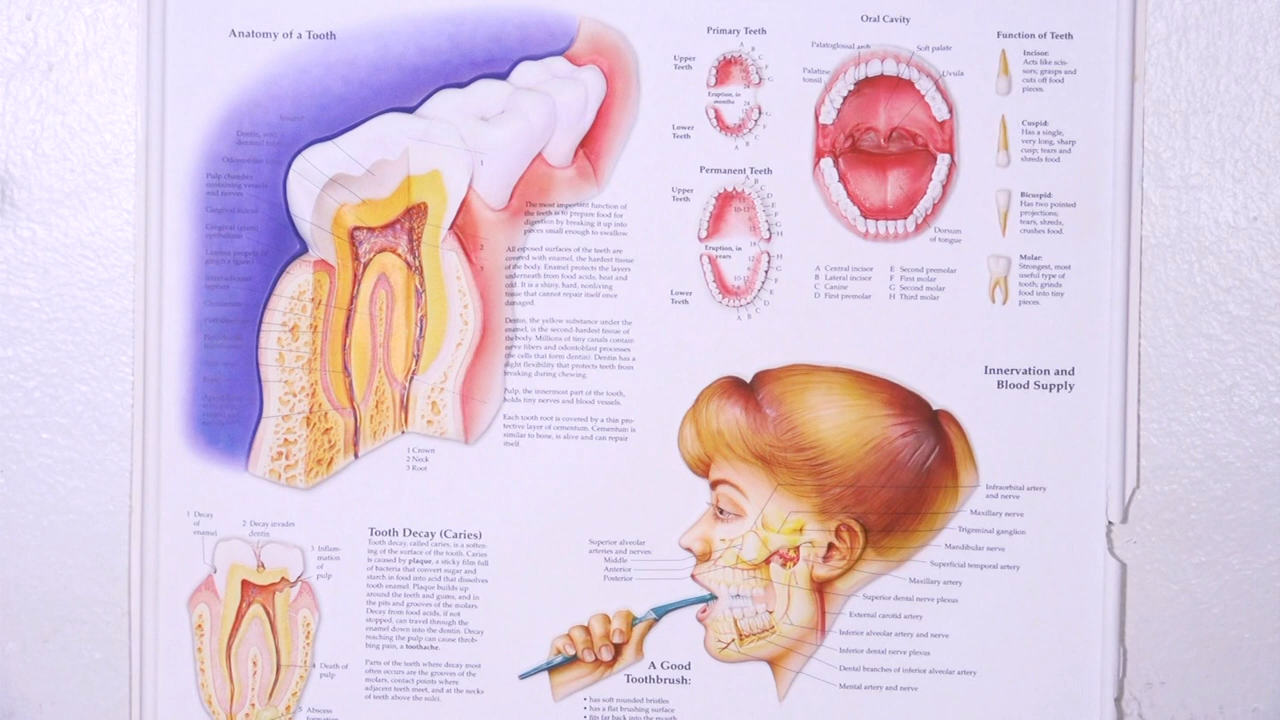 Anatomy of a Tooth
Pulp chamber
containing vessels
and nerves
The most important function of
the teeth is to prepare food for
digestion by breaking it up into
pieces small enough to swallow.
All exposed surfaces of the teeth are
covered with enamel, the hardest tissue
of the body. Enamel protects the layers
underneath from food acids, heat and
cold. It is a shiny, hard, nonliving
tissue that cannot repair itself once
damaged.
Dentin, the yellow substance under the
enamel, is the second-hardest tissue of
the body. Millions of tiny canals contain
nerve fibers and odontoblast processes
(the cells that form dentin). Dentin has a
slight flexibility that protects teeth from
breaking during chewing.
Pulp, the innermost part of the tooth,
holds tiny nerves and blood vessels.
Each tooth root is covered by a thin pro-
tective layer of cementum. Cementum is
similar to bone, is alive and can repair
itself.
1
2
3
1 Crown
2 Neck
3 Root
Primary Teeth
Upper
Teeth
Eruption, in
months
Lower
Teeth
Permanent Teeth
Upper
Teeth
Eruption, in
years
Lower
Teeth
Oral Cavity
Palatoglossal arch
Soft palate
Palatine
tonsil
Uvula
Dorsum
of tongue
A Central incisor
B Lateral incisor
C Canine
D First premolar
E Second premolar
F First molar
G Second molar
H Third molar
Function of Teeth
Incisor:
Acts like scis-
sors; grasps and
cuts off food
pieces.
Cuspid:
Has a single,
very long, sharp
cusp; tears and
shreds food.
Bicuspid:
Has two pointed
projections;
tears, shreds,
crushes food.
Molar:
Strongest, most
useful type of
tooth; grinds
food into tiny
pieces.
Innervation and
Blood Supply
Infraorbital artery
and nerve
Maxillary nerve
Trigeminal ganglion
Mandibular nerve
Superficial temporal artery
Maxillary artery
Superior dental nerve plexus
External carotid artery
Inferior alveolar artery and nerve
Inferior dental nerve plexus
Dental branches of inferior alveolar artery
Mental artery and nerve
Superior alveolar
arteries and nerves:
Middle
Anterior
Posterior
1 Decay
of
enamel
2 Decay invades
dentin
3 Inflam-
mation
of
pulp
4 Death of
pulp
5 Abscess
formation
Tooth Decay (Caries)
Tooth decay, called caries, is a soften-
ing of the surface of the tooth. Caries
is caused by plaque, a sticky film full
of bacteria that convert sugar and
starch in food into acid that dissolves
tooth enamel. Plaque builds up
around the teeth and gums, and in
the pits and grooves of the molars.
Decay from food acids, if not
stopped, can travel through the
enamel down into the dentin. Decay
reaching the pulp can cause throb-
bing pain, a toothache.
Parts of the teeth where decay most
often occurs are the grooves of the
molars, contact points where
adjacent teeth meet, and at the necks
of teeth above the sulci.
A Good
Toothbrush:
• has soft rounded bristles
• has a flat brushing surface
• fits far back into the mouth